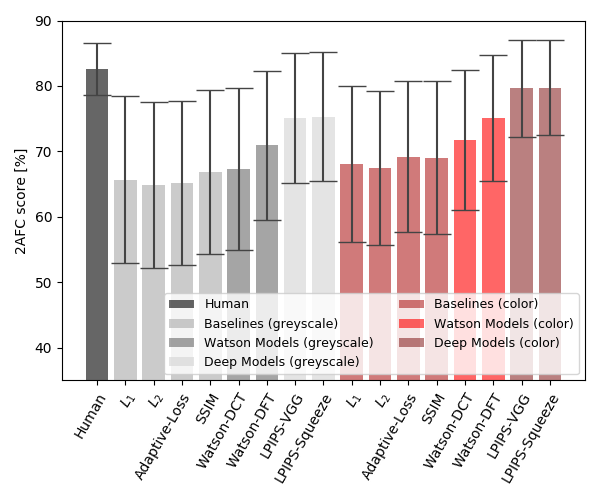 90
80
70
60
50
40
2AFC score [%]
Human
Baselines (greyscale)
Watson Models (greyscale)
Deep Models (greyscale)
Baselines (color)
Watson Models (color)
Deep Models (color)
Human
L1
L2
Adaptive-Loss
SSIM
Watson-DCT
Watson-DFT
LPIPS-VGG
LPIPS-Squeeze
L1
L2
Adaptive-Loss
SSIM
Watson-DCT
Watson-DFT
LPIPS-VGG
LPIPS-Squeeze